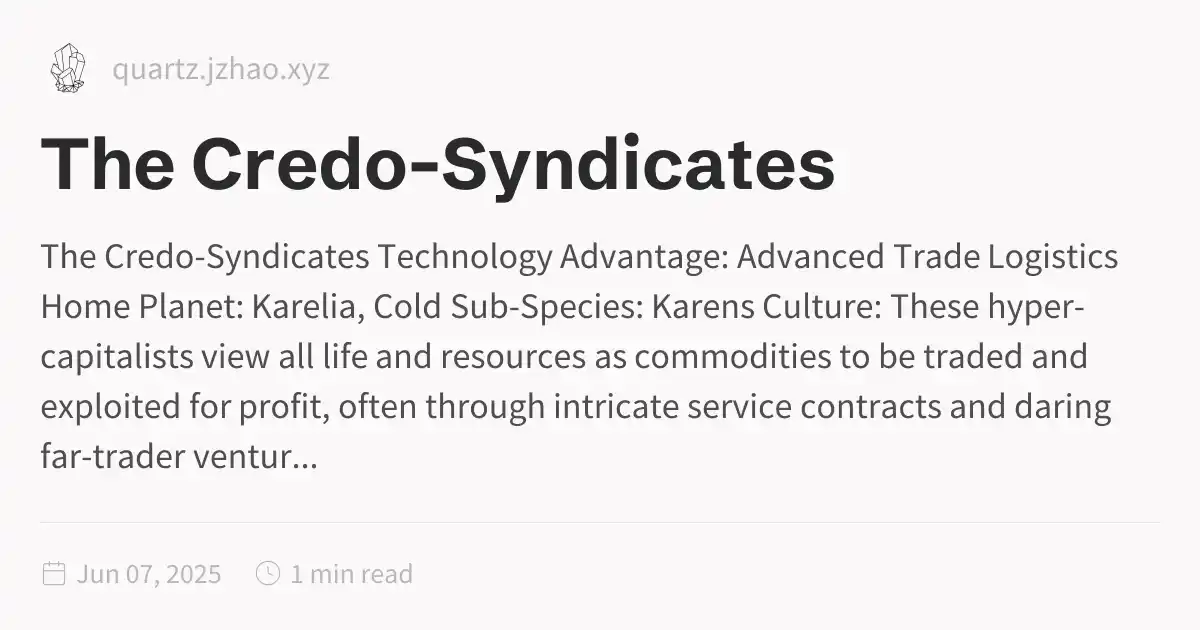 quartz.jzhao.xyz
The Credo-Syndicates
The Credo-Syndicates Technology Advantage: Advanced Trade Logistics
Home Planet: Karelia, Cold Sub-Species: Karens Culture: These hyper-
capitalists view all life and resources as commodities to be traded and
exploited for profit, often through intricate service contracts and daring
far-trader ventur...
Jun 07, 2025 1 min read